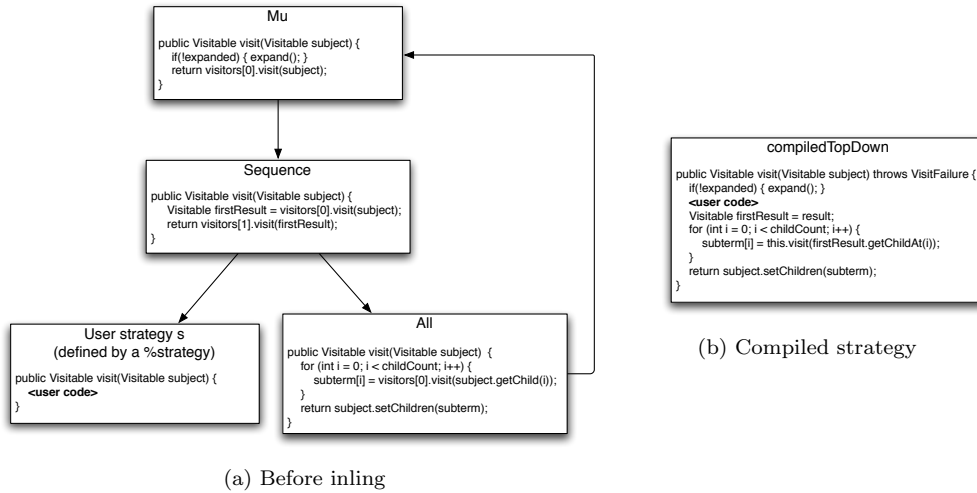 Mu
public Visitable visit(Visitable subject) {
if(!expanded) { expand(); }
return visitors[0].visit(subject);
}
Sequence
public Visitable visit(Visitable subject) {
Visitable firstResult = visitors[0].visit(subject);
return visitors[1].visit(firstResult);
}
User strategy s
(defined by a %strategy)
public Visitable visit(Visitable subject) {
<user code>
}
All
public Visitable visit(Visitable subject) {
for (int i = 0; i < childCount; i++) {
subterm[i] = visitors[0].visit(subject.getChild(i));
}
return subject.setChildren(subterm);
}
(a) Before inling
compiledTopDown
public Visitable visit(Visitable subject) throws VisitFailure {
if(!expanded) { expand(); }
<user code>
Visitable firstResult = result;
for (int i = 0; i < childCount; i++) {
subterm[i] = this.visit(firstResult.getChildAt(i));
}
return subject.setChildren(subterm);
}
(b) Compiled strategy